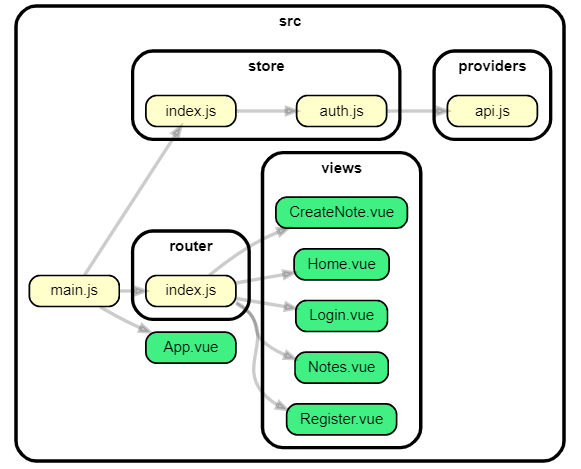 src
store
providers
index.js
auth.js
api.js
views
CreateNote.vue
router
Home.vue
main.js
index.js
Login.vue
App.vue
Notes.vue
Register.vue